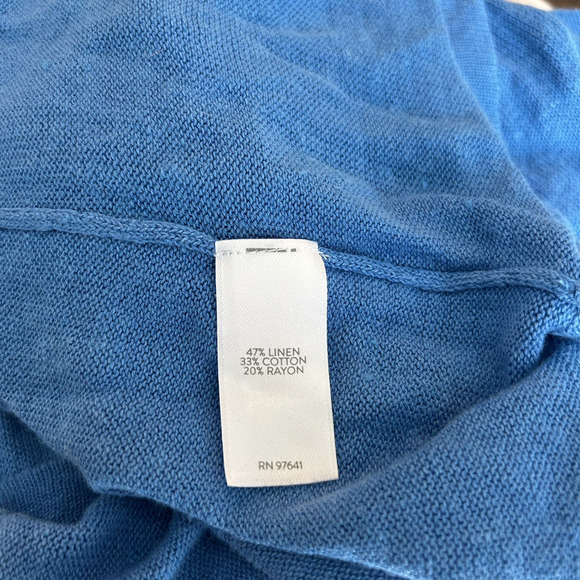 47% LINEN
33% COTTON
20% RAYON
RN 97641